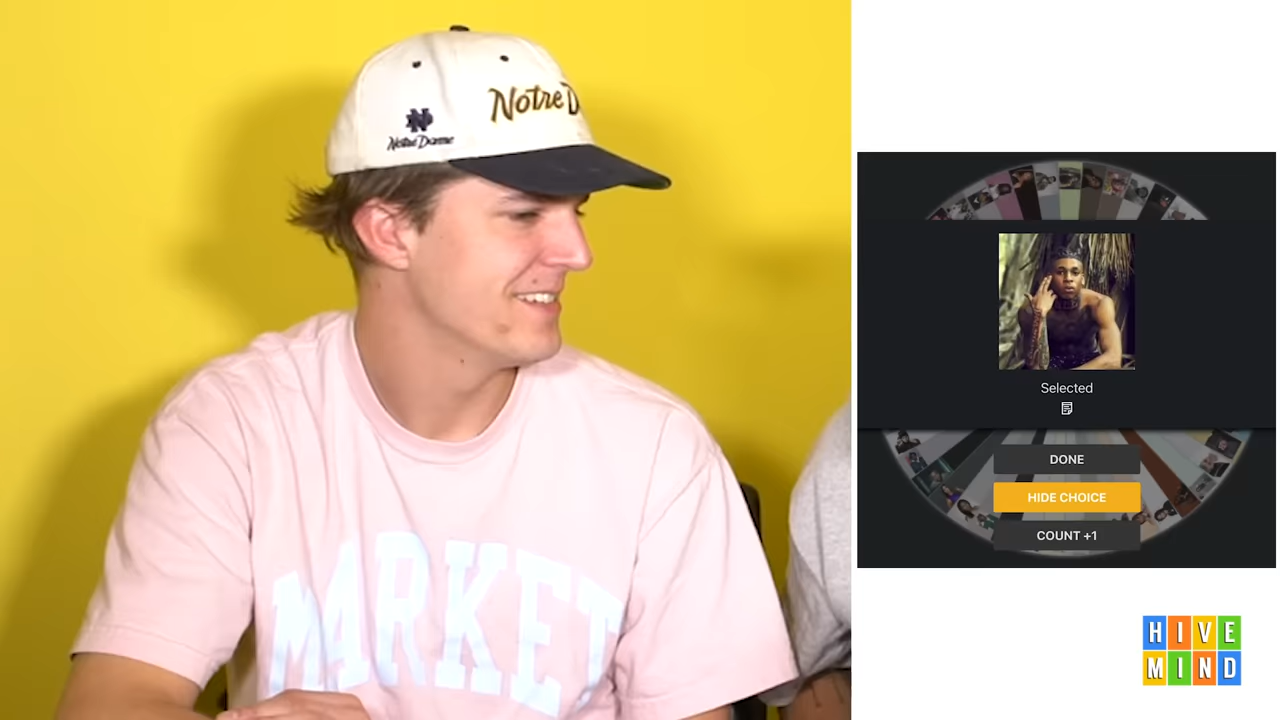 Notre D
N
Notre Dame
MARKET
Selected
DONE
HIDE CHOICE
COUNT +1
HIVE
MIND